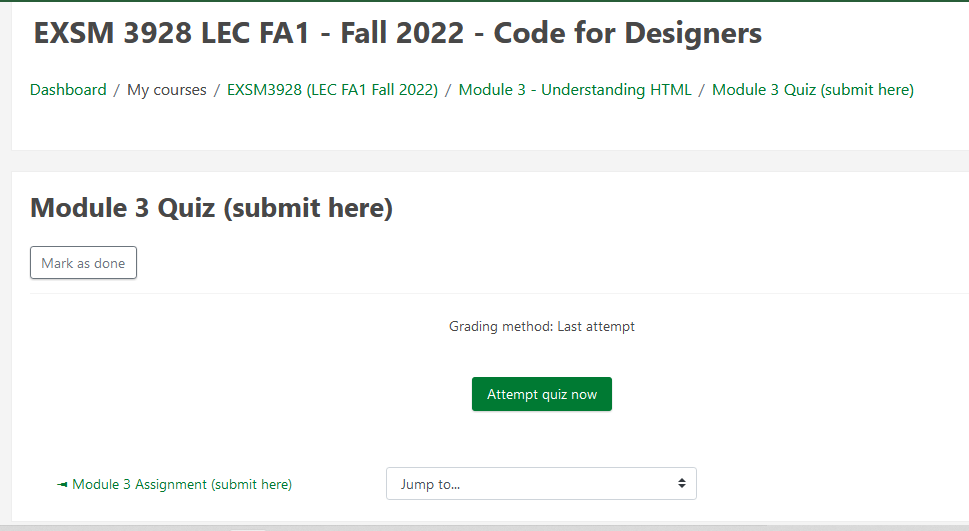 EXSM 3928 LEC FA1 - Fall 2022 - Code for Designers
Dashboard / My courses / EXSM3928 (LEC FA1 Fall 2022) / Module 3 - Understanding HTML / Module 3 Quiz (submit here)
Module 3 Quiz (submit here)
Mark as done
Grading method: Last attempt
Attempt quiz now
◄ Module 3 Assignment (submit here)
Jump to...